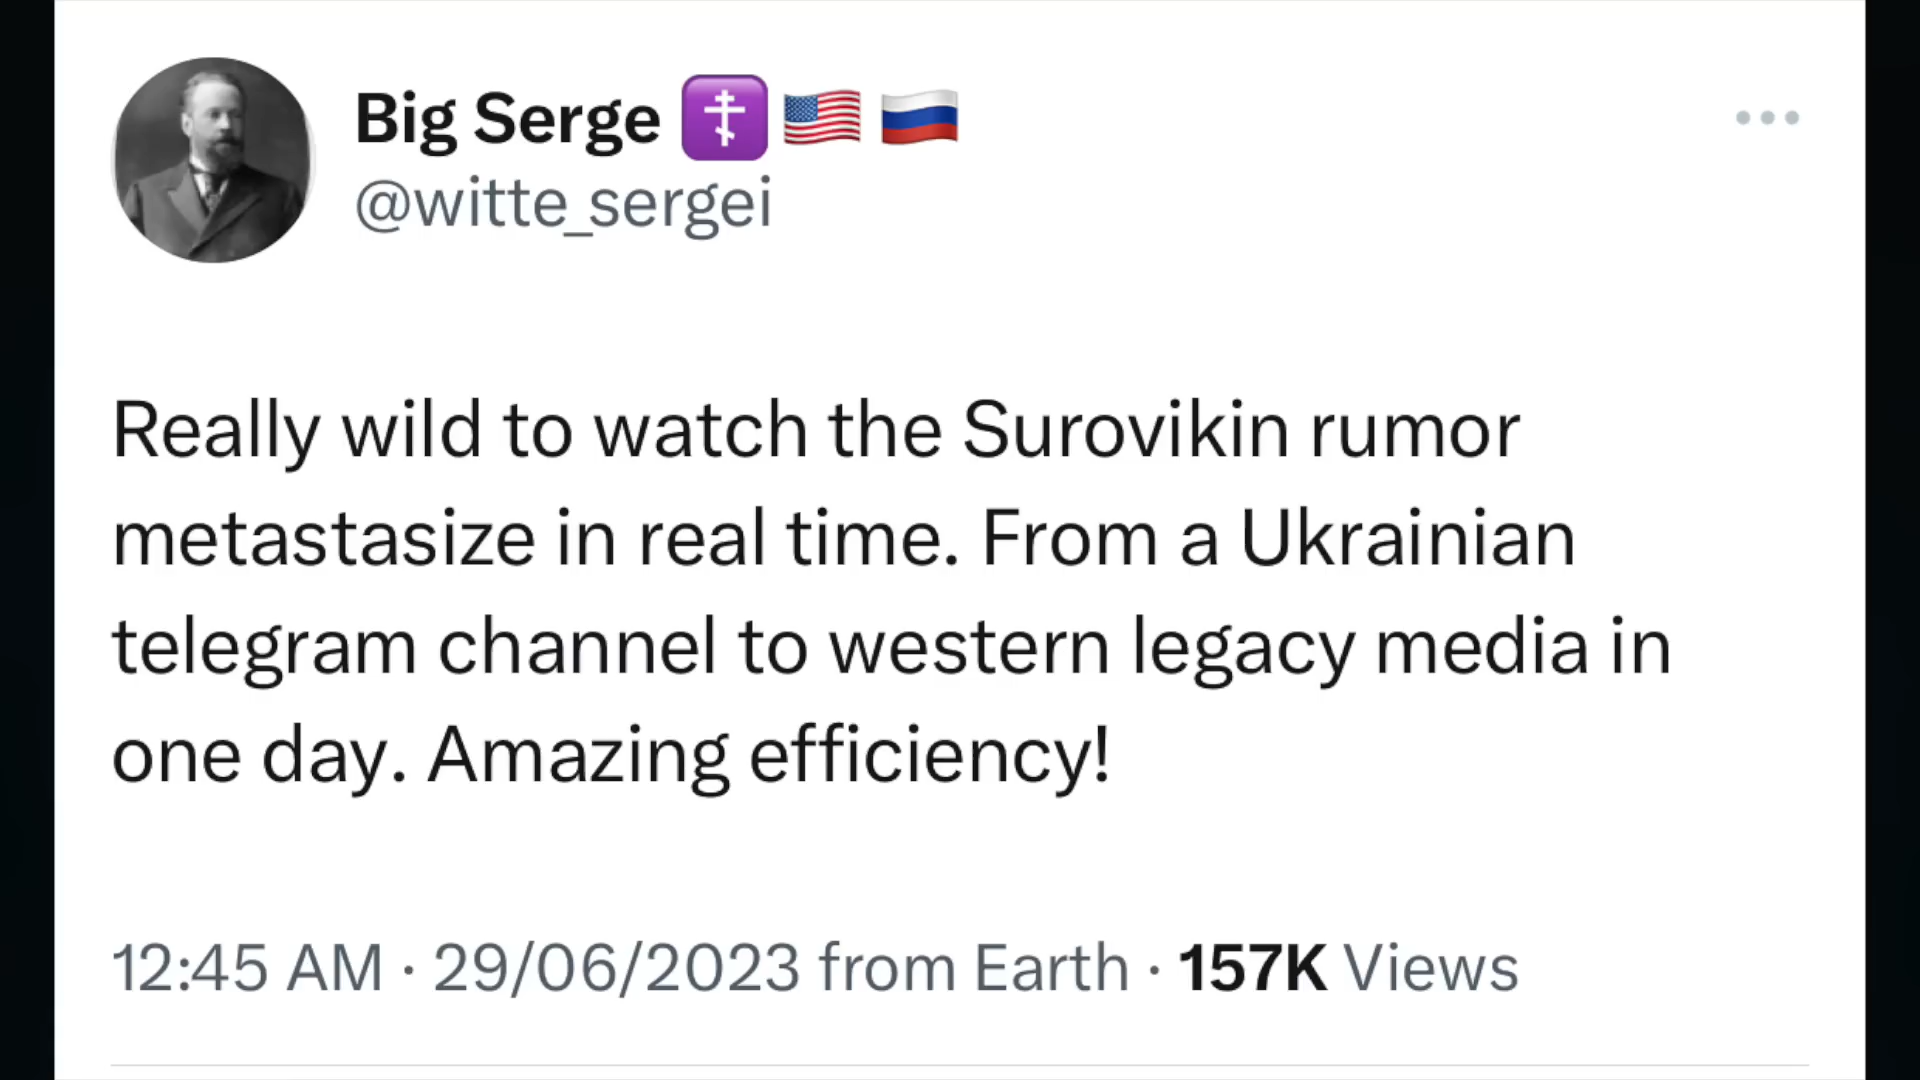 Big Serge ☦️🇺🇸🇷🇺
@witte_sergei
Really wild to watch the Surovikin rumor
metastasize in real time. From a Ukrainian
telegram channel to western legacy media in
one day. Amazing efficiency!
12:45 AM · 29/06/2023 from Earth · 157K Views